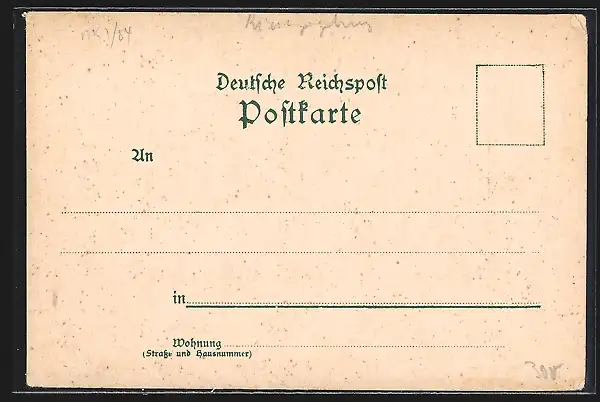 Deutsche Reichspost
Postkarte
An
in
Wohnung
(Straße und Hausnummer)